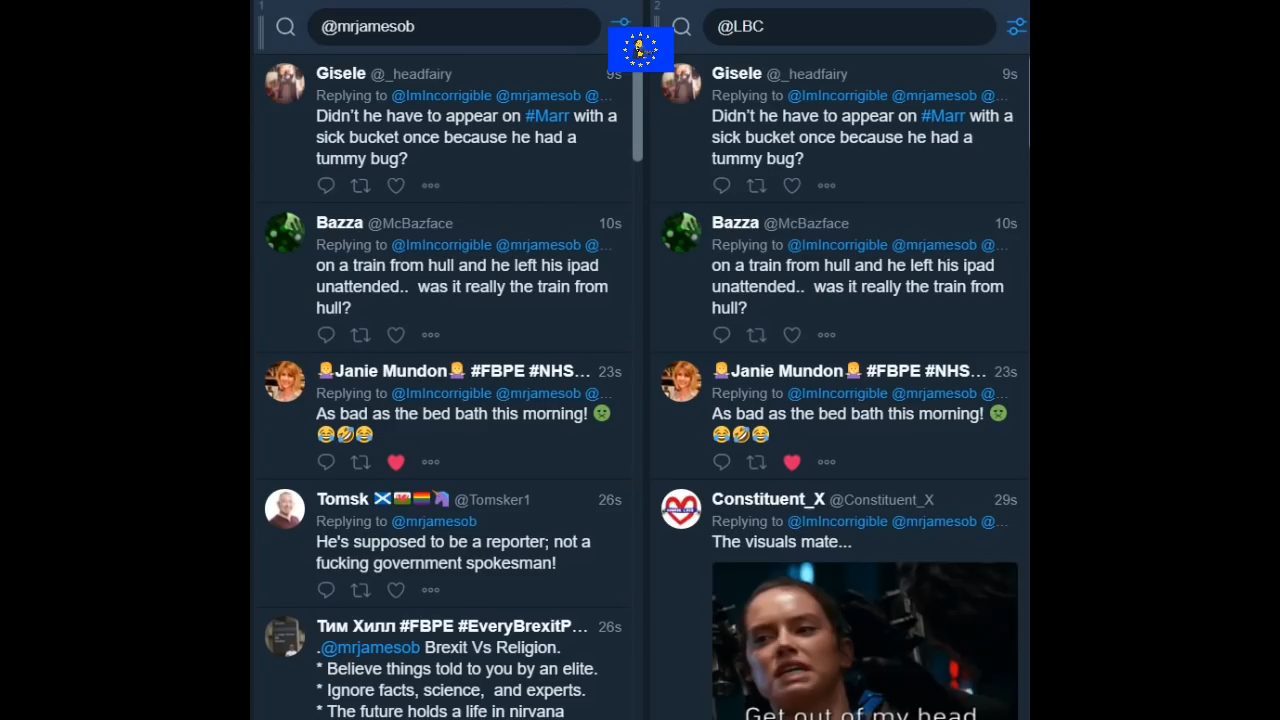 1
@mrjamesob
Gisele @_headfairy 9s
Replying to @ImIncorrigible @mrjamesob @…
Didn't he have to appear on #Marr with a
sick bucket once because he had a
tummy bug?
Bazza @McBazface 10s
Replying to @ImIncorrigible @mrjamesob @…
on a train from hull and he left his ipad
unattended.. was it really the train from
hull?
Janie Mundon #FBPE #NHS… 23s
Replying to @ImIncorrigible @mrjamesob @…
As bad as the bed bath this morning! 🤢
😂🤣😂
Tomsk @Tomsker1 26s
Replying to @mrjamesob
He's supposed to be a reporter; not a
fucking government spokesman!
Тим Хилл #FBPE #EveryBrexitP… 26s
.@mrjamesob Brexit Vs Religion.
* Believe things told to you by an elite.
* Ignore facts, science, and experts.
* The future holds a life in nirvana
2
@LBC
Gisele @_headfairy 9s
Replying to @ImIncorrigible @mrjamesob @…
Didn't he have to appear on #Marr with a
sick bucket once because he had a
tummy bug?
Bazza @McBazface 10s
Replying to @ImIncorrigible @mrjamesob @…
on a train from hull and he left his ipad
unattended.. was it really the train from
hull?
Janie Mundon #FBPE #NHS… 23s
Replying to @ImIncorrigible @mrjamesob @…
As bad as the bed bath this morning! 🤢
😂🤣😂
Constituent_X @Constituent_X 29s
Replying to @ImIncorrigible @mrjamesob @…
The visuals mate...
Get out of my head